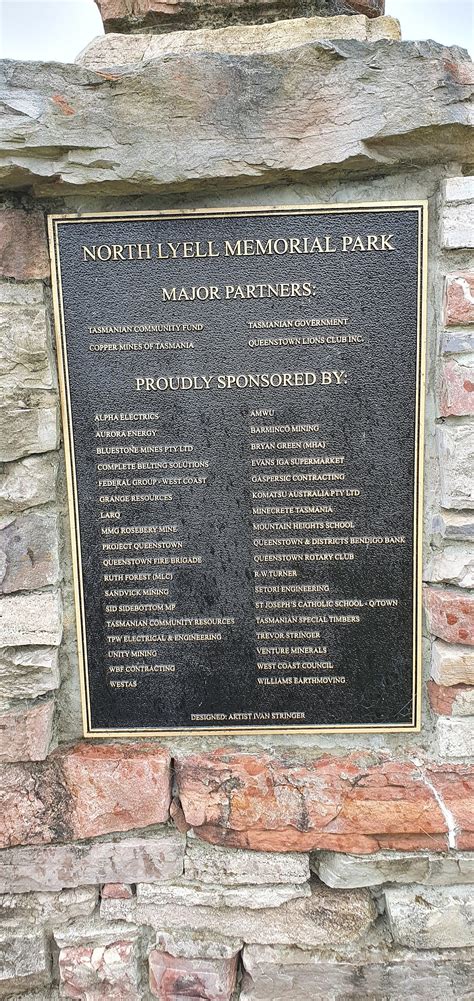 NORTH LYELL MEMORIAL PARK
MAJOR PARTNERS:
TASMANIAN COMMUNITY FUND
COPPER MINES OF TASMANIA
TASMANIAN GOVERNMENT
QUEENSTOWN LIONS CLUB INC.
PROUDLY SPONSORED BY:
ALPHA ELECTRICS
AURORA ENERGY
BLUESTONE MINES PTY LTD
COMPLETE BELTING SOLUTIONS
FEDERAL GROUP - WEST COAST
GRANGE RESOURCES
LARQ
MMG ROSEBERY MINE
PROJECT QUEENSTOWN
QUEENSTOWN FIRE BRIGADE
RUTH FOREST (MLC)
SANDVICK MINING
SID SIDEBOTTOM MP
TASMANIAN COMMUNITY RESOURCES
TPW ELECTRICAL & ENGINEERING
UNITY MINING
WBF CONTRACTING
WESTAS
AMWU
BARMINCO MINING
BRYAN GREEN (MHA)
EVANS IGA SUPERMARKET
GASPERSIC CONTRACTING
KOMATSU AUSTRALIA PTY LTD
MINECRETE TASMANIA
MOUNTAIN HEIGHTS SCHOOL
QUEENSTOWN & DISTRICTS BENDIGO BANK
QUEENSTOWN ROTARY CLUB
R.W.TURNER
SETORI ENGINEERING
ST JOSEPH'S CATHOLIC SCHOOL - Q/TOWN
TASMANIAN SPECIAL TIMBERS
TREVOR STRINGER
VENTURE MINERALS
WEST COAST COUNCIL
WILLIAMS EARTHMOVING
DESIGNED: ARTIST IVAN STRINGER